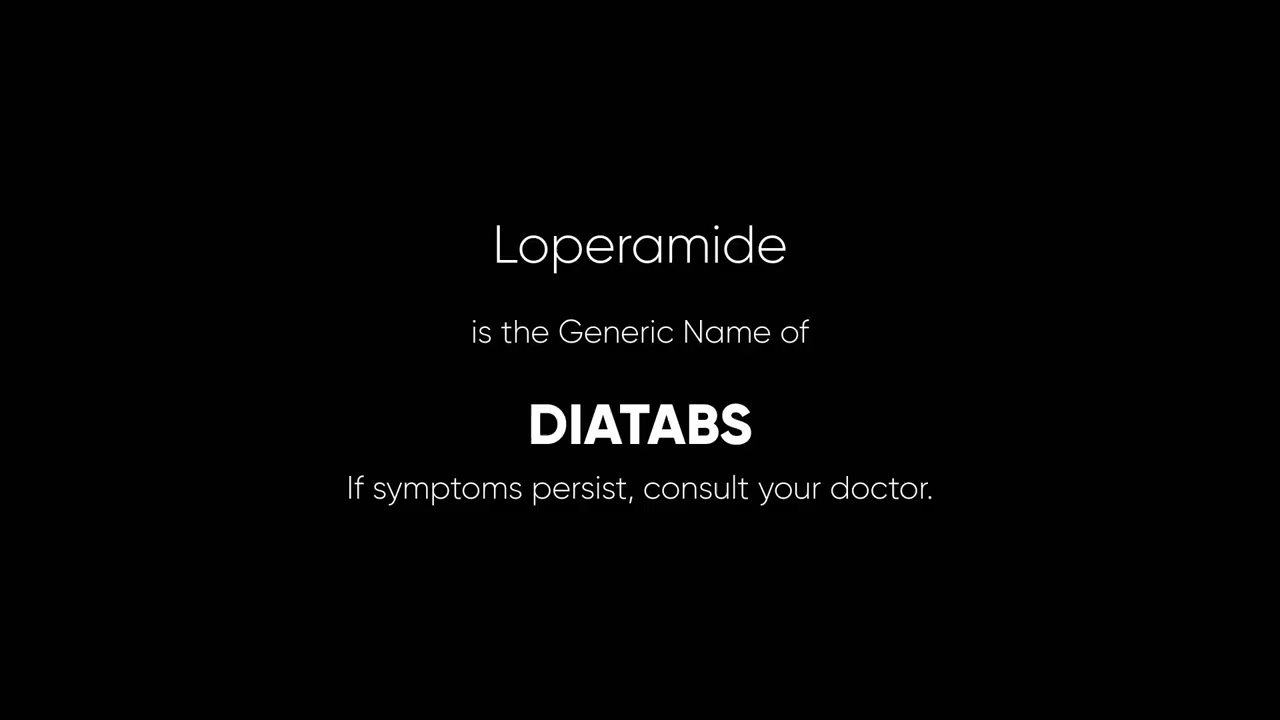 Loperamide
is the Generic Name of
DIATABS
If symptoms persist, consult your doctor.